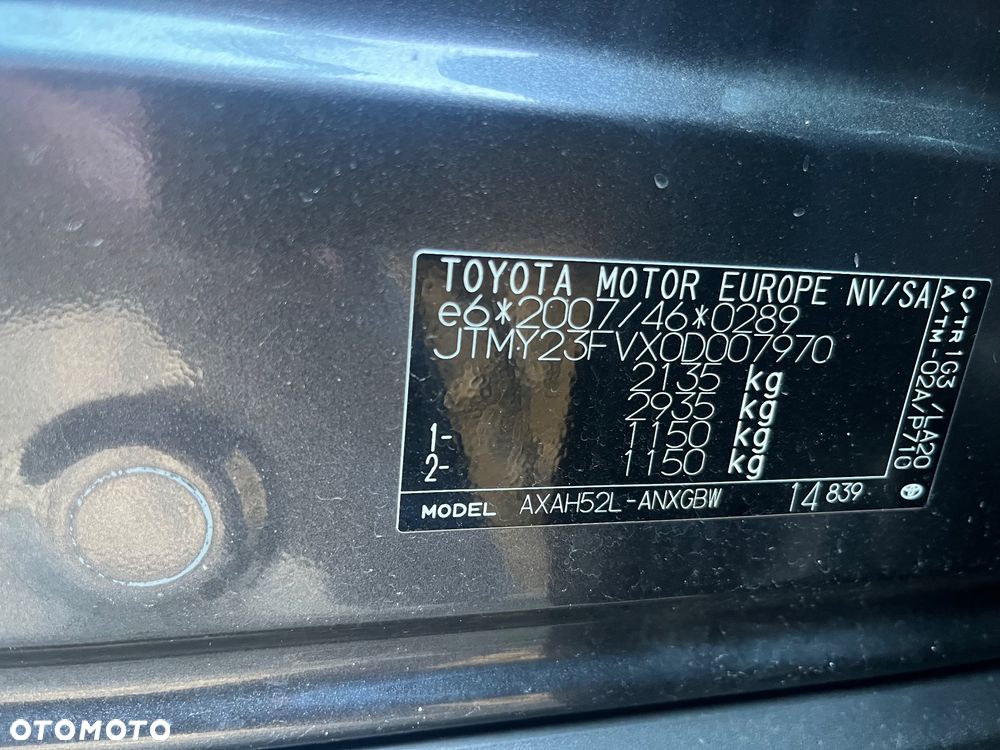 TOYOTA MOTOR EUROPE NV/SA
e6*2007/46*0289
JTMY23FVX0D007970
2135 kg
2935 kg
1- 1150 kg
2- 1150 kg
MODEL AXAH52L-ANXGBW 14 839
C/TR 1G3 /LA20
A/TM -02A/P710
OTOMOTO